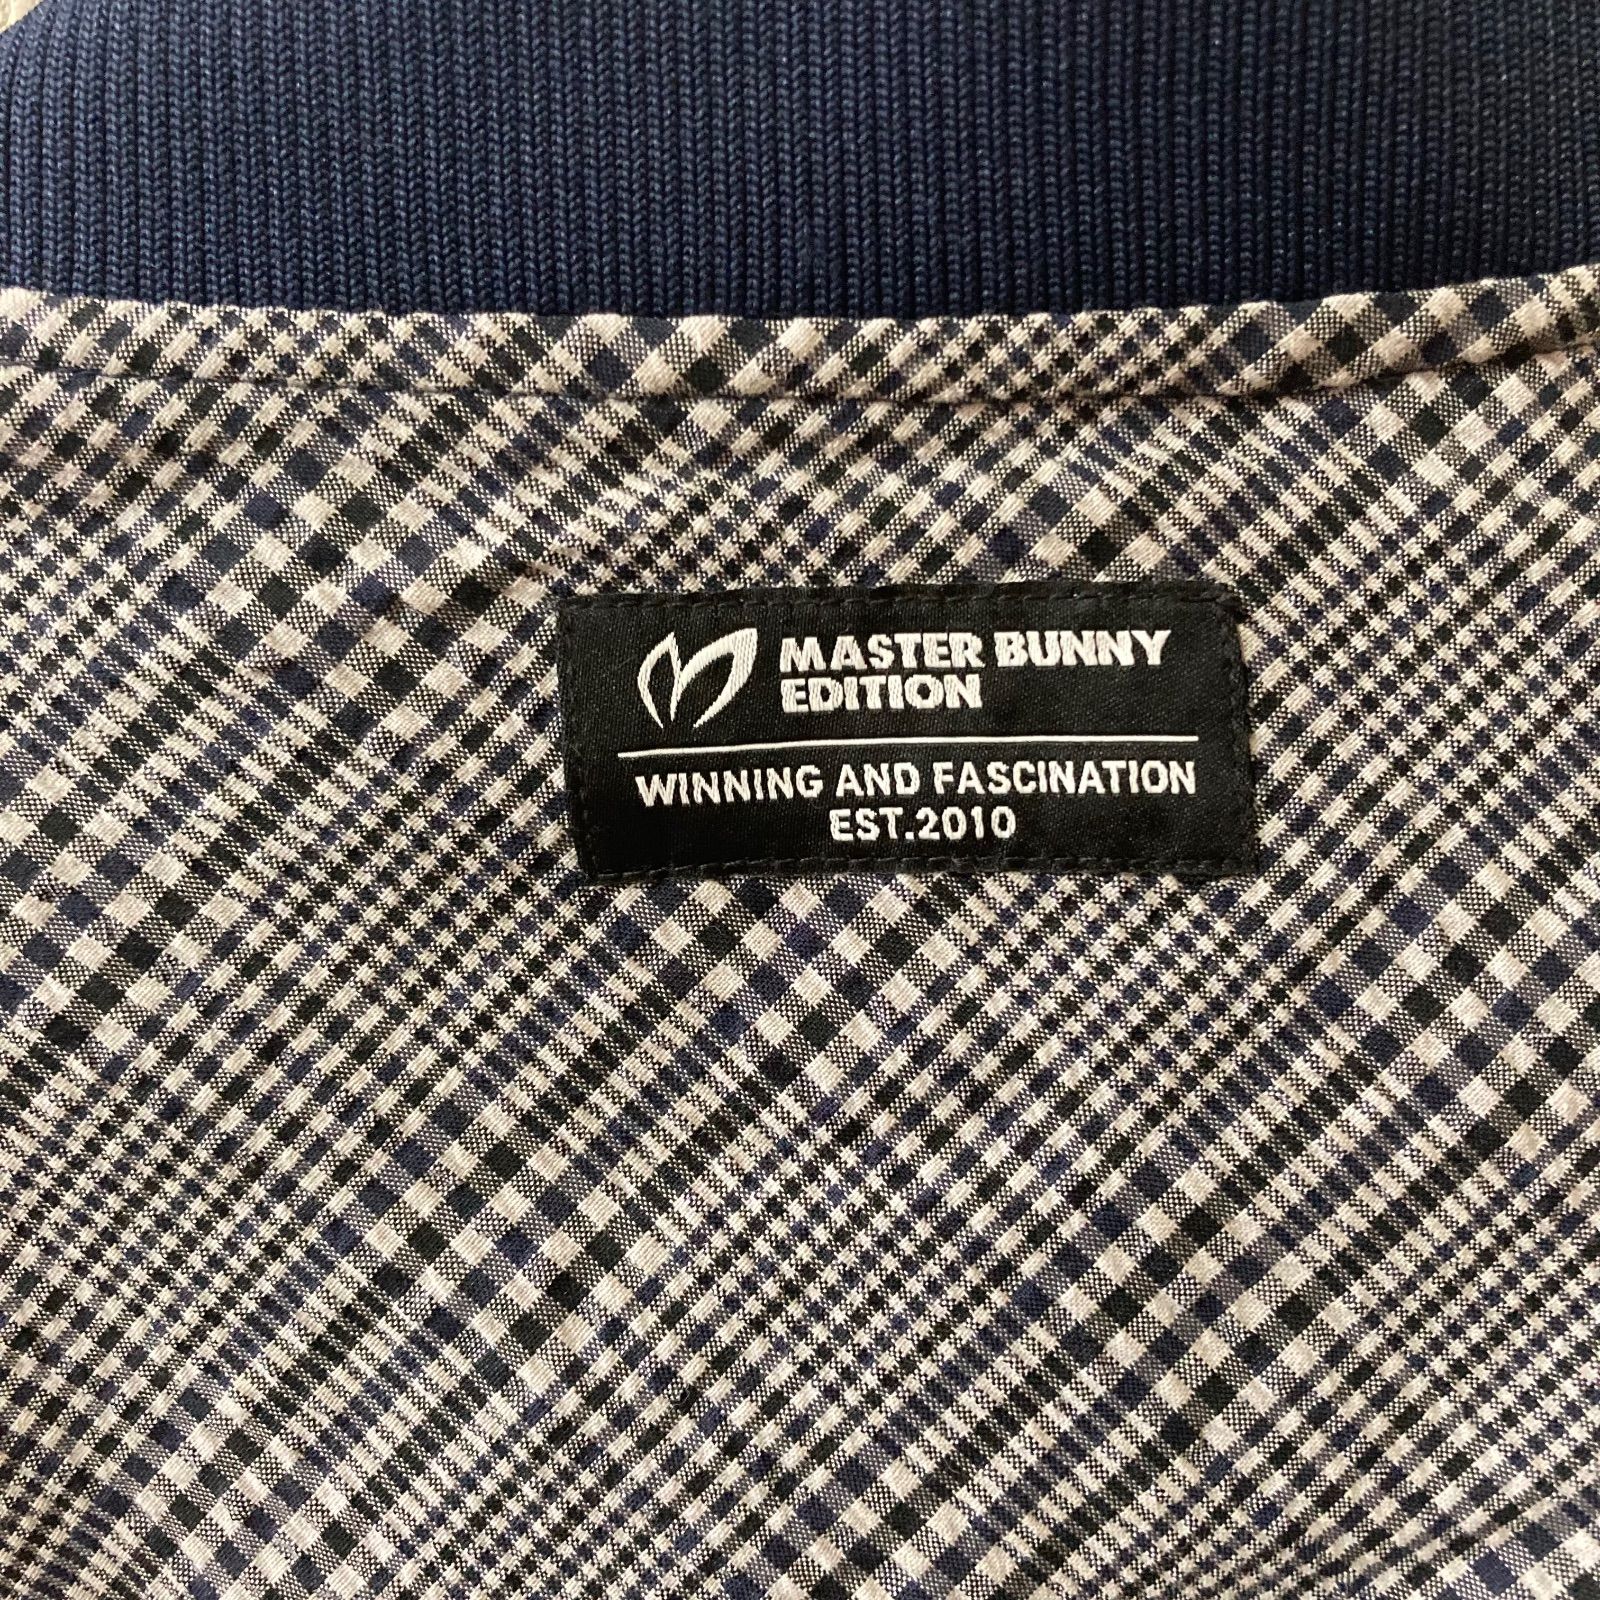 MASTER BUNNY
EDITION
WINNING AND FASCINATION
EST.2010